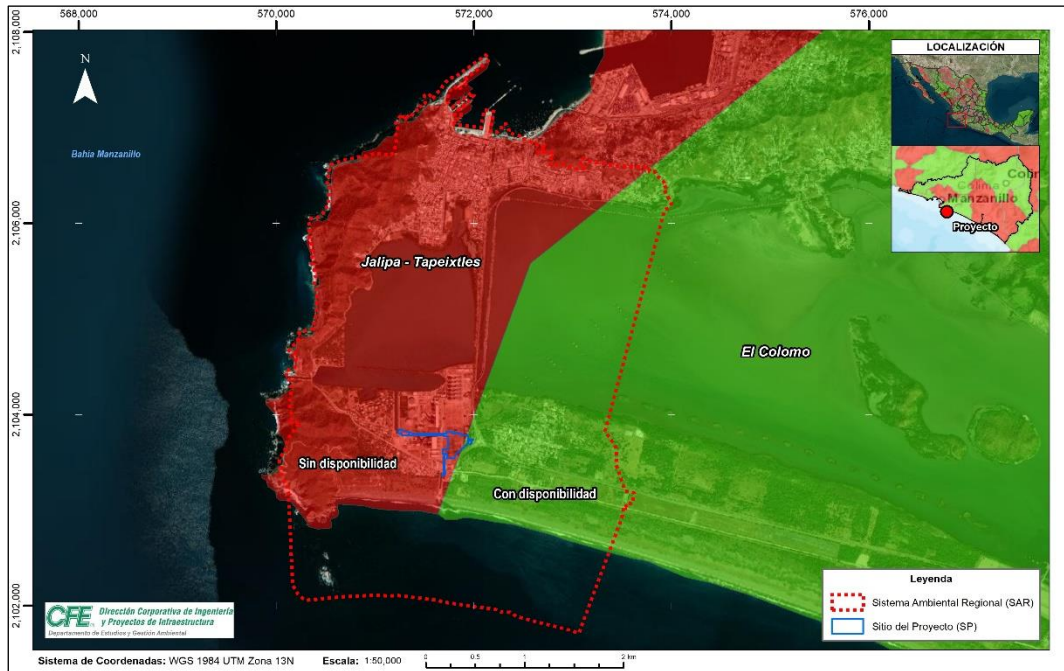 568,000
570,000
572,000
574,000
576,000
2,108,000
2,106,000
2,104,000
2,102,000
N
Bahía Manzanillo
LOCALIZACIÓN
Colima
Manzanillo
Proyecto
Jalipa - Tapeixtles
El Colomo
Sin disponibilidad
Con disponibilidad
CFE
Dirección Corporativa de Ingeniería
y Proyectos de Infraestructura
Departamento de Estudios y Gestión Ambiental
Leyenda
Sistema Ambiental Regional (SAR)
Sitio del Proyecto (SP)
Sistema de Coordenadas: WGS 1984 UTM Zona 13N
Escala: 1:50,000
0 0.5 1 2 km